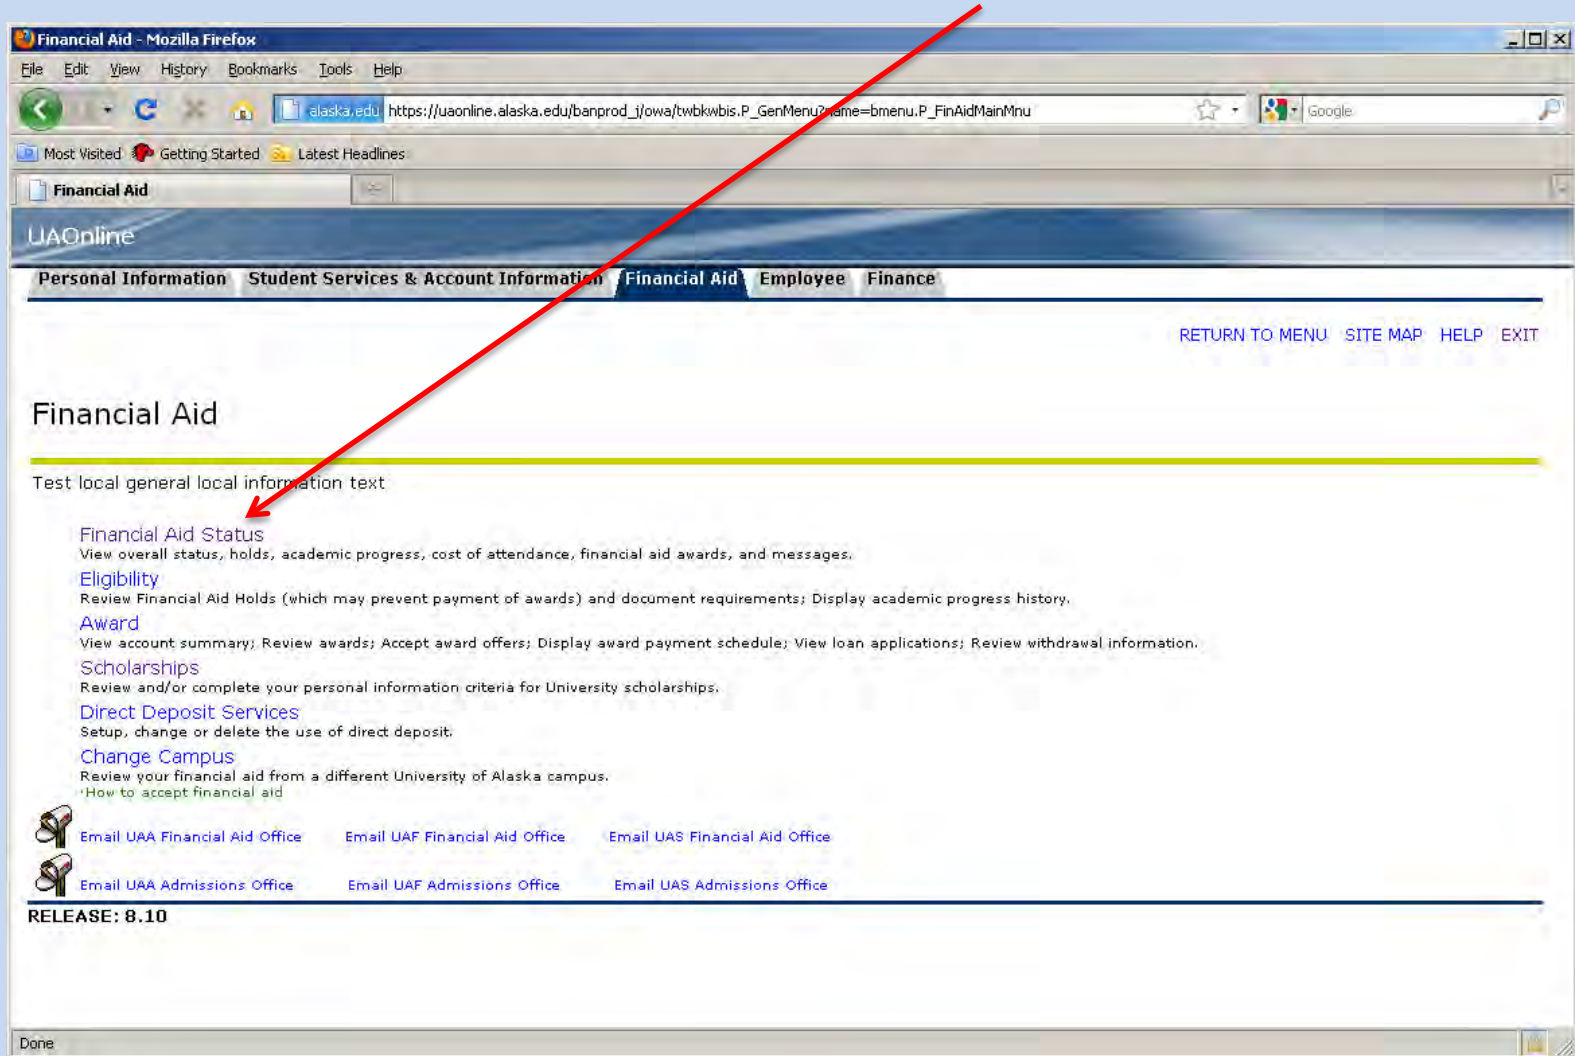 Financial Aid - Mozilla Firefox
File Edit View History Bookmarks Tools Help
alaska.edu https://uaonline.alaska.edu/banprod_j/owa/twbkwbis.P_GenMenu?name=bmenu.P_FinAidMainMnu Google
Most Visited Getting Started Latest Headlines
Financial Aid
UAOnline
Personal Information Student Services & Account Information Financial Aid Employee Finance
RETURN TO MENU SITE MAP HELP EXIT
Financial Aid
Test local general local information text
Financial Aid Status
View overall status, holds, academic progress, cost of attendance, financial aid awards, and messages.
Eligibility
Review Financial Aid Holds (which may prevent payment of awards) and document requirements; Display academic progress history.
Award
View account summary; Review awards; Accept award offers; Display award payment schedule; View loan applications; Review withdrawal information.
Scholarships
Review and/or complete your personal information criteria for University scholarships.
Direct Deposit Services
Setup, change or delete the use of direct deposit.
Change Campus
Review your financial aid from a different University of Alaska campus.
·How to accept financial aid
Email UAA Financial Aid Office Email UAF Financial Aid Office Email UAS Financial Aid Office
Email UAA Admissions Office Email UAF Admissions Office Email UAS Admissions Office
RELEASE: 8.10
Done